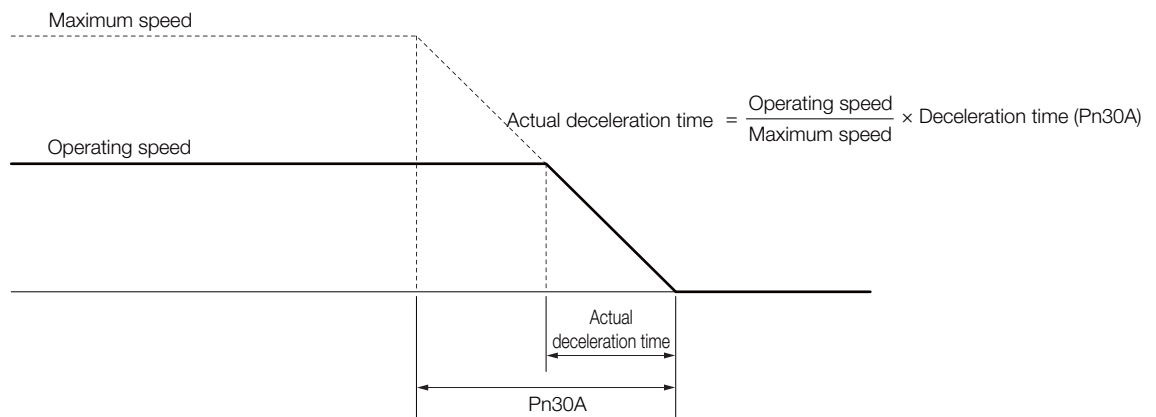 Maximum speed
Actual deceleration time = Operating speed / Maximum speed × Deceleration time (Pn30A)
Operating speed
Actual
deceleration time
Pn30A